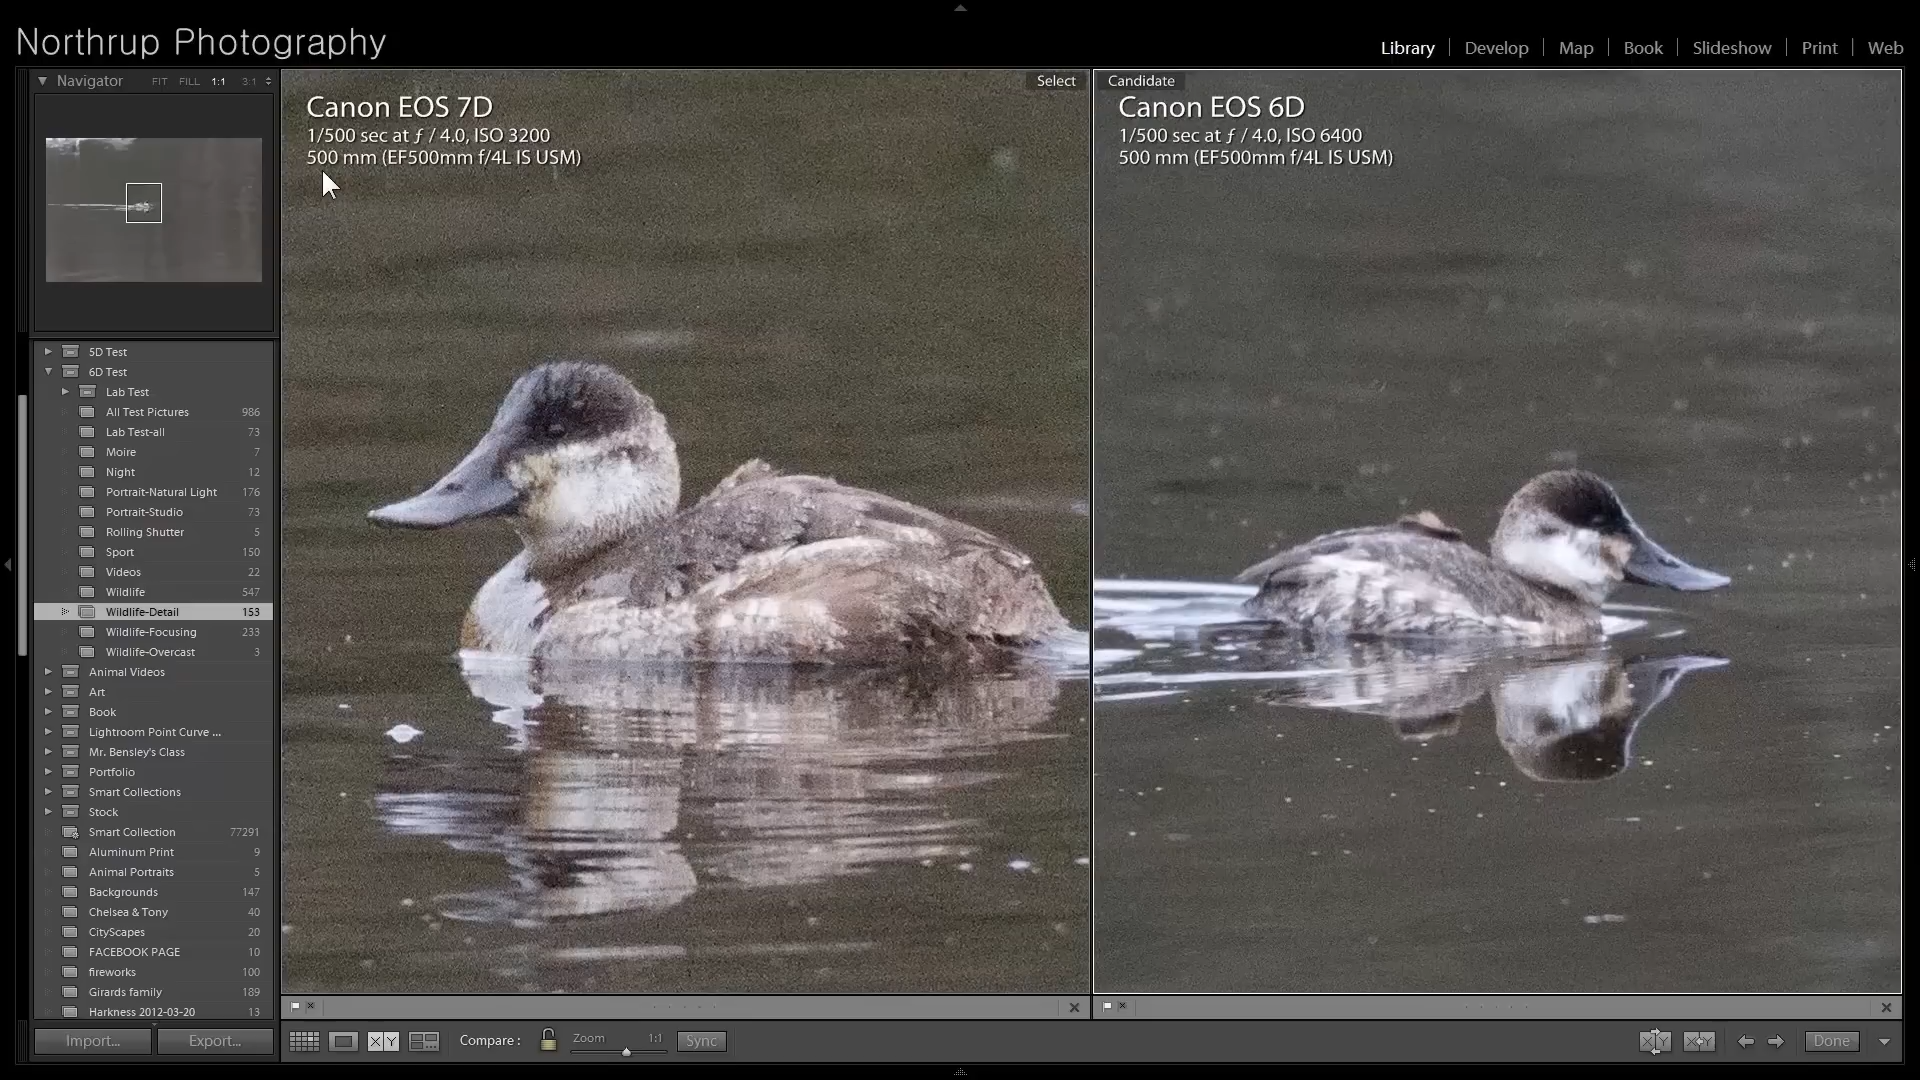 Northrup Photography
Library
Develop
Map
Book
Slideshow
Print
Web
Navigator
FIT
FILL
1:1
3:1
Select
Canon EOS 7D
1/500 sec at ƒ / 4.0, ISO 3200
500 mm (EF500mm f/4L IS USM)
Candidate
Canon EOS 6D
1/500 sec at ƒ / 4.0, ISO 6400
500 mm (EF500mm f/4L IS USM)
5D Test
6D Test
Lab Test
All Test Pictures 986
Lab Test-all 73
Moire 7
Night 12
Portrait-Natural Light 176
Portrait-Studio 73
Rolling Shutter 5
Sport 150
Videos 22
Wildlife 547
Wildlife-Detail 153
Wildlife-Focusing 233
Wildlife-Overcast 3
Animal Videos
Art
Book
Lightroom Point Curve ...
Mr. Bensley's Class
Portfolio
Smart Collections
Stock
Smart Collection 77291
Aluminum Print 9
Animal Portraits 5
Backgrounds 147
Chelsea & Tony 40
CityScapes 20
FACEBOOK PAGE 10
fireworks 100
Girards family 189
Harkness 2012-03-20 13
Import...
Export...
X Y
Compare :
Zoom
1:1
Sync
X Y
X Y
Done